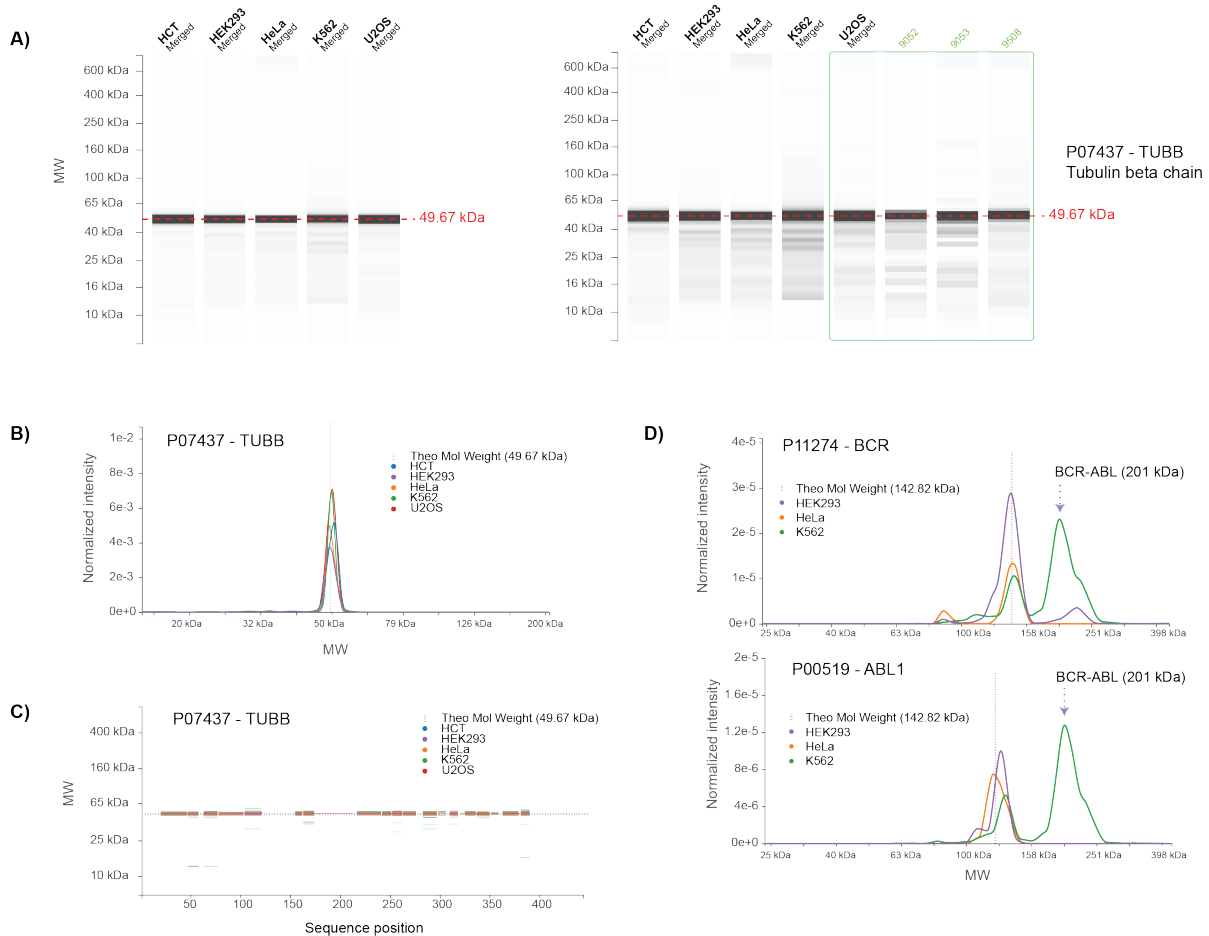 A)
HCT
Merged
HEK293
Merged
HeLa
Merged
K562
Merged
U2OS
Merged
MW
600 kDa
400 kDa
250 kDa
160 kDa
100 kDa
65 kDa
40 kDa
25 kDa
16 kDa
10 kDa
49.67 kDa
HCT
Merged
HEK293
Merged
HeLa
Merged
K562
Merged
U2OS
Merged
9052
9053
9508
600 kDa
400 kDa
250 kDa
160 kDa
100 kDa
65 kDa
40 kDa
25 kDa
16 kDa
10 kDa
49.67 kDa
P07437 - TUBB
Tubulin beta chain
B)
P07437 - TUBB
Normalized intensity
1e-2
8e-3
6e-3
4e-3
2e-3
0e+0
Theo Mol Weight (49.67 kDa)
HCT
HEK293
HeLa
K562
U2OS
20 kDa
32 kDa
50 kDa
79 kDa
126 kDa
200 kDa
MW
C)
P07437 - TUBB
MW
400 kDa
160 kDa
65 kDa
25 kDa
10 kDa
Theo Mol Weight (49.67 kDa)
HCT
HEK293
HeLa
K562
U2OS
50
100
150
200
250
300
350
400
Sequence position
D)
P11274 - BCR
Normalized intensity
4e-5
3e-5
2e-5
1e-5
0e+0
Theo Mol Weight (142.82 kDa)
HEK293
HeLa
K562
BCR-ABL (201 kDa)
25 kDa
40 kDa
63 kDa
100 kDa
158 kDa
251 kDa
398 kDa
P00519 - ABL1
Normalized intensity
2e-5
1.6e-5
1.2e-5
8e-6
4e-6
0e+0
Theo Mol Weight (142.82 kDa)
HEK293
HeLa
K562
BCR-ABL (201 kDa)
25 kDa
40 kDa
63 kDa
100 kDa
158 kDa
251 kDa
398 kDa
MW